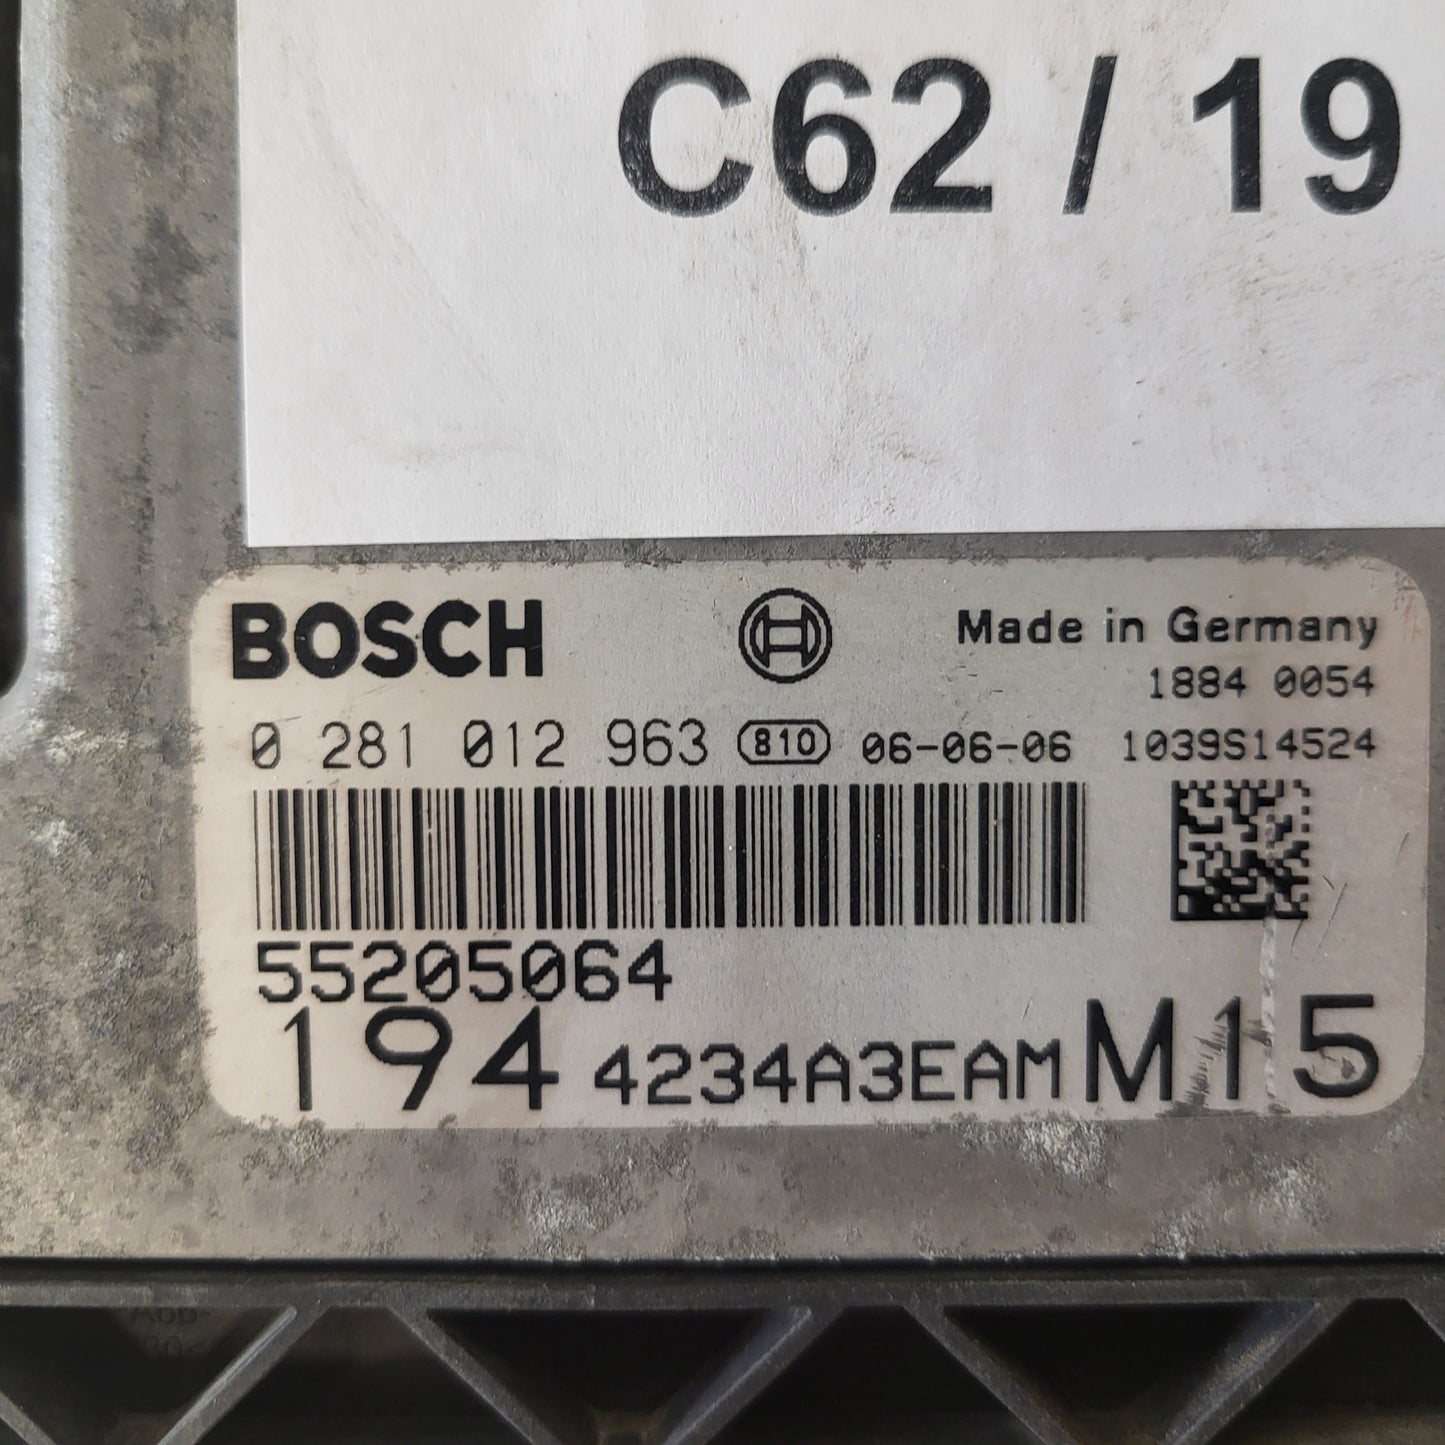 C62 / 19
BOSCH
Made in Germany
1884 0054
0 281 012 963 810 06-06-06 1039S14524
55205064
194 4234A3EAM M15